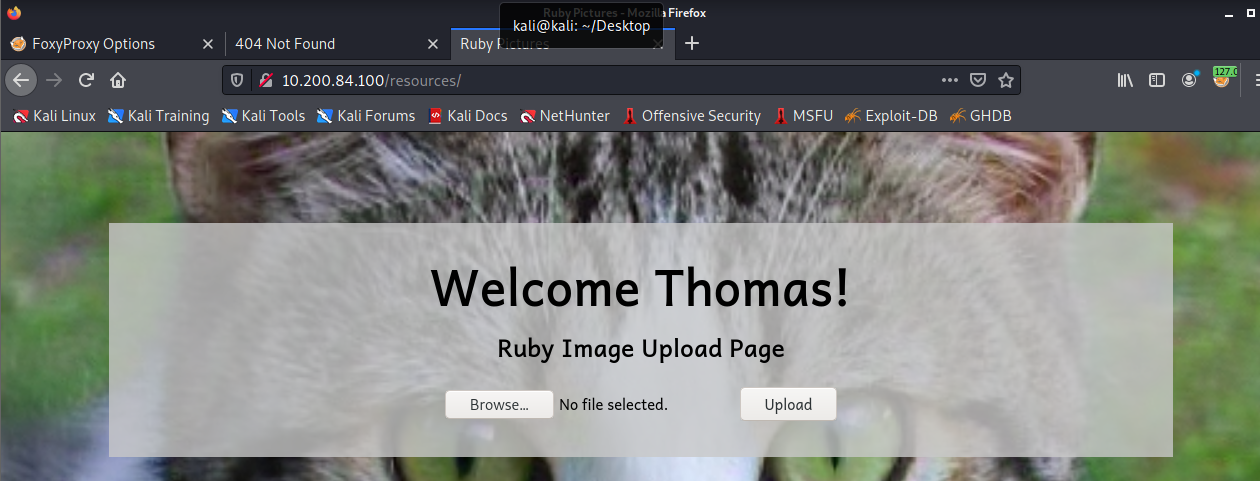 Ruby Pictures - Mozilla Firefox
kali@kali: ~/Desktop
FoxyProxy Options
404 Not Found
Ruby Pictures
10.200.84.100/resources/
127.0
Kali Linux
Kali Training
Kali Tools
Kali Forums
Kali Docs
NetHunter
Offensive Security
MSFU
Exploit-DB
GHDB
Welcome Thomas!
Ruby Image Upload Page
Browse...
No file selected.
Upload